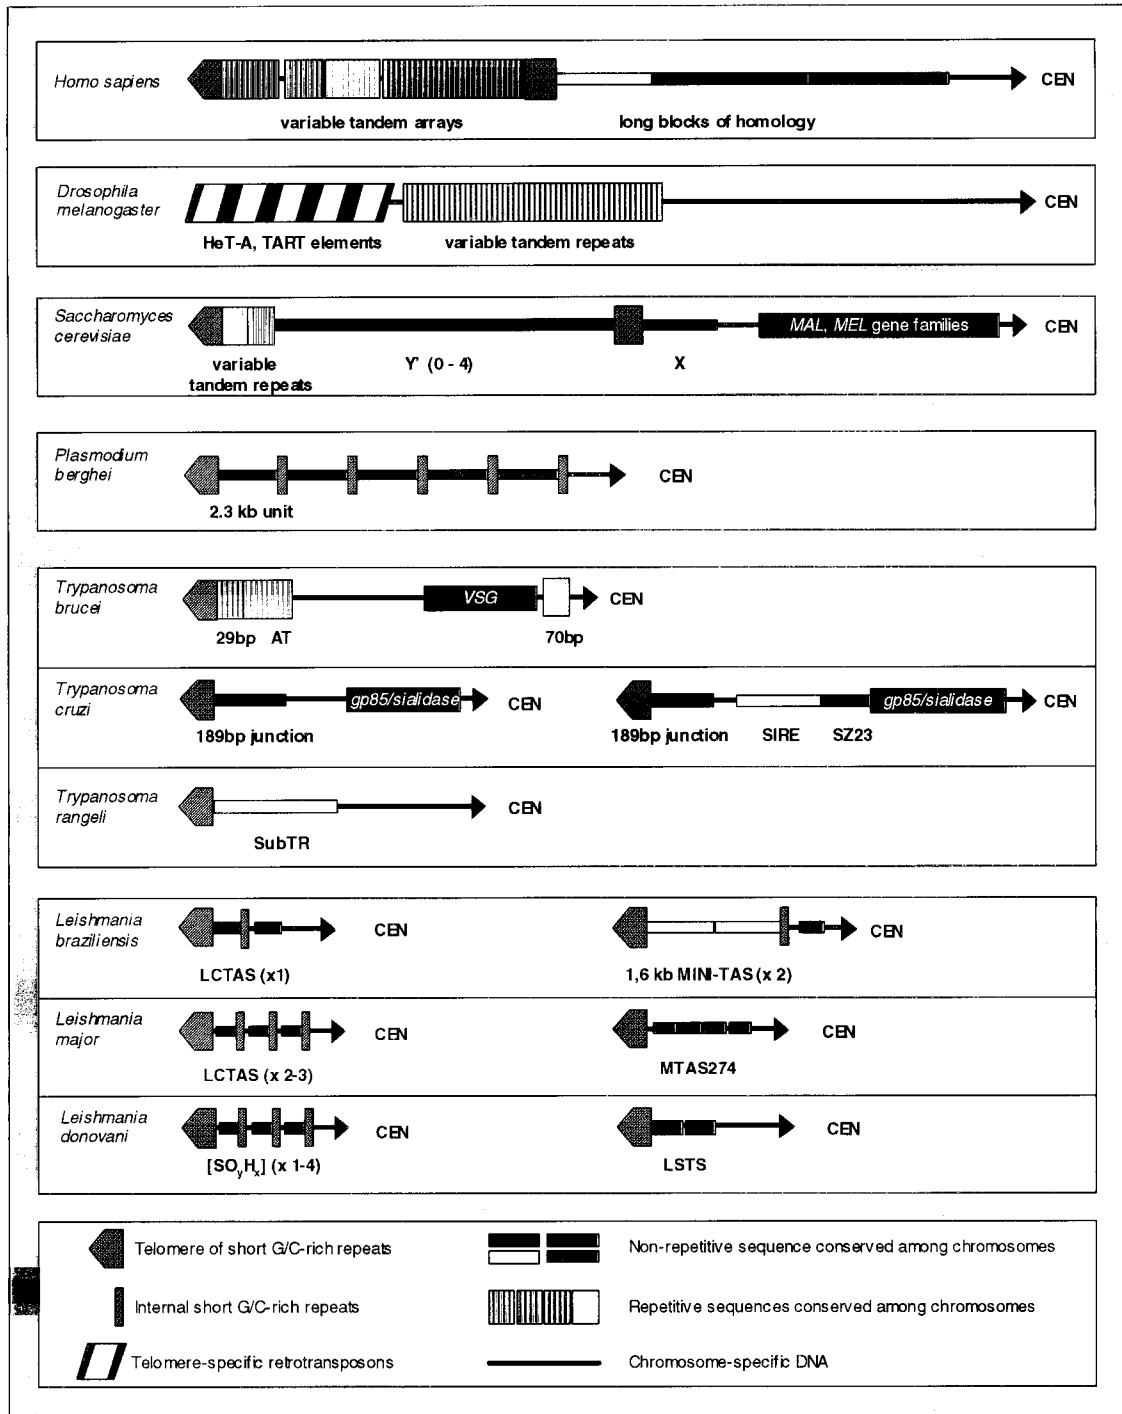 Homo sapiens
CEN
variable tandem arrays
long blocks of homology
Drosophila
melanogaster
CEN
HeT-A, TART elements
variable tandem repeats
Saccharomyces
cerevisiae
MAL, MEL gene families
CEN
variable
tandem repeats
Y' (0 - 4)
X
Plasmodium
berghei
CEN
2.3 kb unit
Trypanosoma
brucei
VSG
CEN
29bp AT
70bp
Trypanosoma
cruzi
gp85/sialidase
CEN
gp85/sialidase
CEN
189bp junction
189bp junction
SIRE
SZ23
Trypanosoma
rangeli
CEN
SubTR
Leishmania
braziliensis
CEN
CEN
LCTAS (x1)
1,6 kb MINI-TAS (x 2)
Leishmania
major
CEN
CEN
LCTAS (x 2-3)
MTAS274
Leishmania
donovani
CEN
CEN
[SOyHx] (x 1-4)
LSTS
Telomere of short G/C-rich repeats
Non-repetitive sequence conserved among chromosomes
Internal short G/C-rich repeats
Repetitive sequences conserved among chromosomes
Telomere-specific retrotransposons
Chromosome-specific DNA